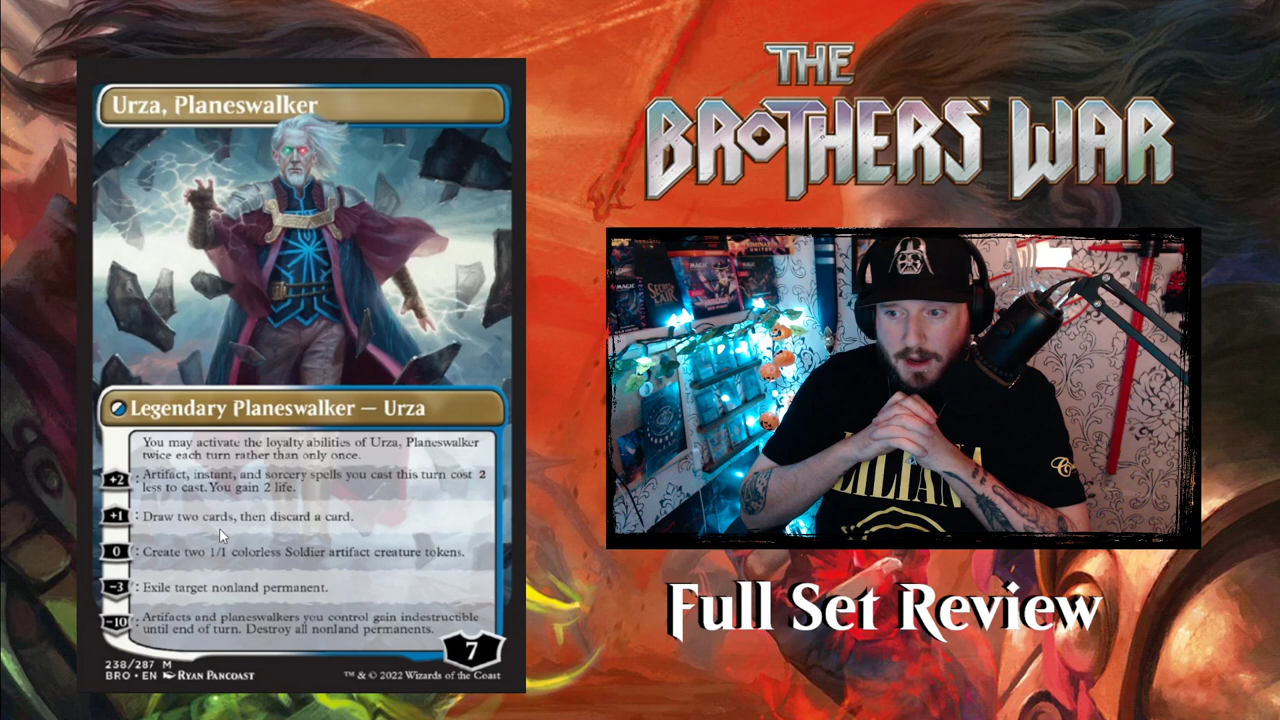 Urza, Planeswalker
Legendary Planeswalker — Urza
You may activate the loyalty abilities of Urza, Planeswalker
twice each turn rather than only once.
+2: Artifact, instant, and sorcery spells you cast this turn cost 2
less to cast. You gain 2 life.
+1: Draw two cards, then discard a card.
0: Create two 1/1 colorless Soldier artifact creature tokens.
−3: Exile target nonland permanent.
−10: Artifacts and planeswalkers you control gain indestructible
until end of turn. Destroy all nonland permanents.
7
238/287 M
BRO • EN RYAN PANCOAST
™ & © 2022 Wizards of the Coast
THE
BROTHERS' WAR
MAGIC
SECRET
LAIR
LILIANA
Full Set Review